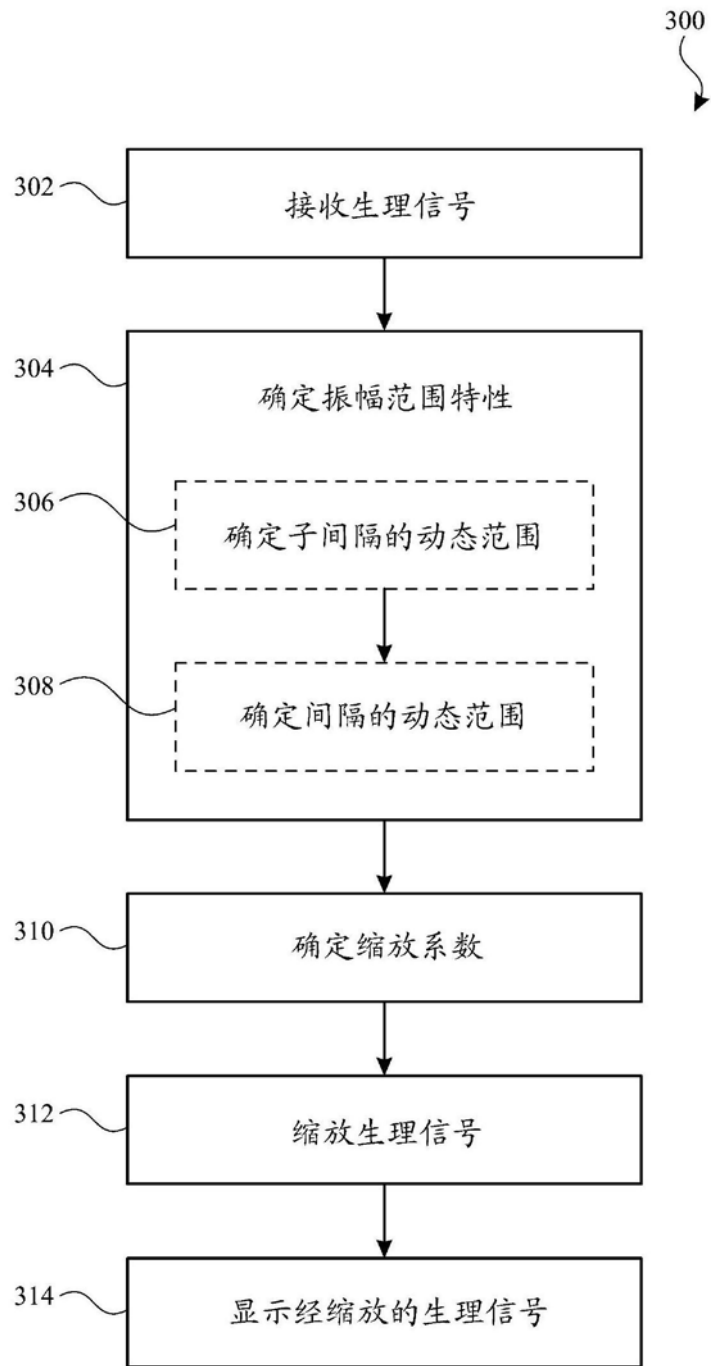 300
302
接收生理信号
304
确定振幅范围特性
306
确定子间隔的动态范围
308
确定间隔的动态范围
310
确定缩放系数
312
缩放生理信号
314
显示经缩放的生理信号